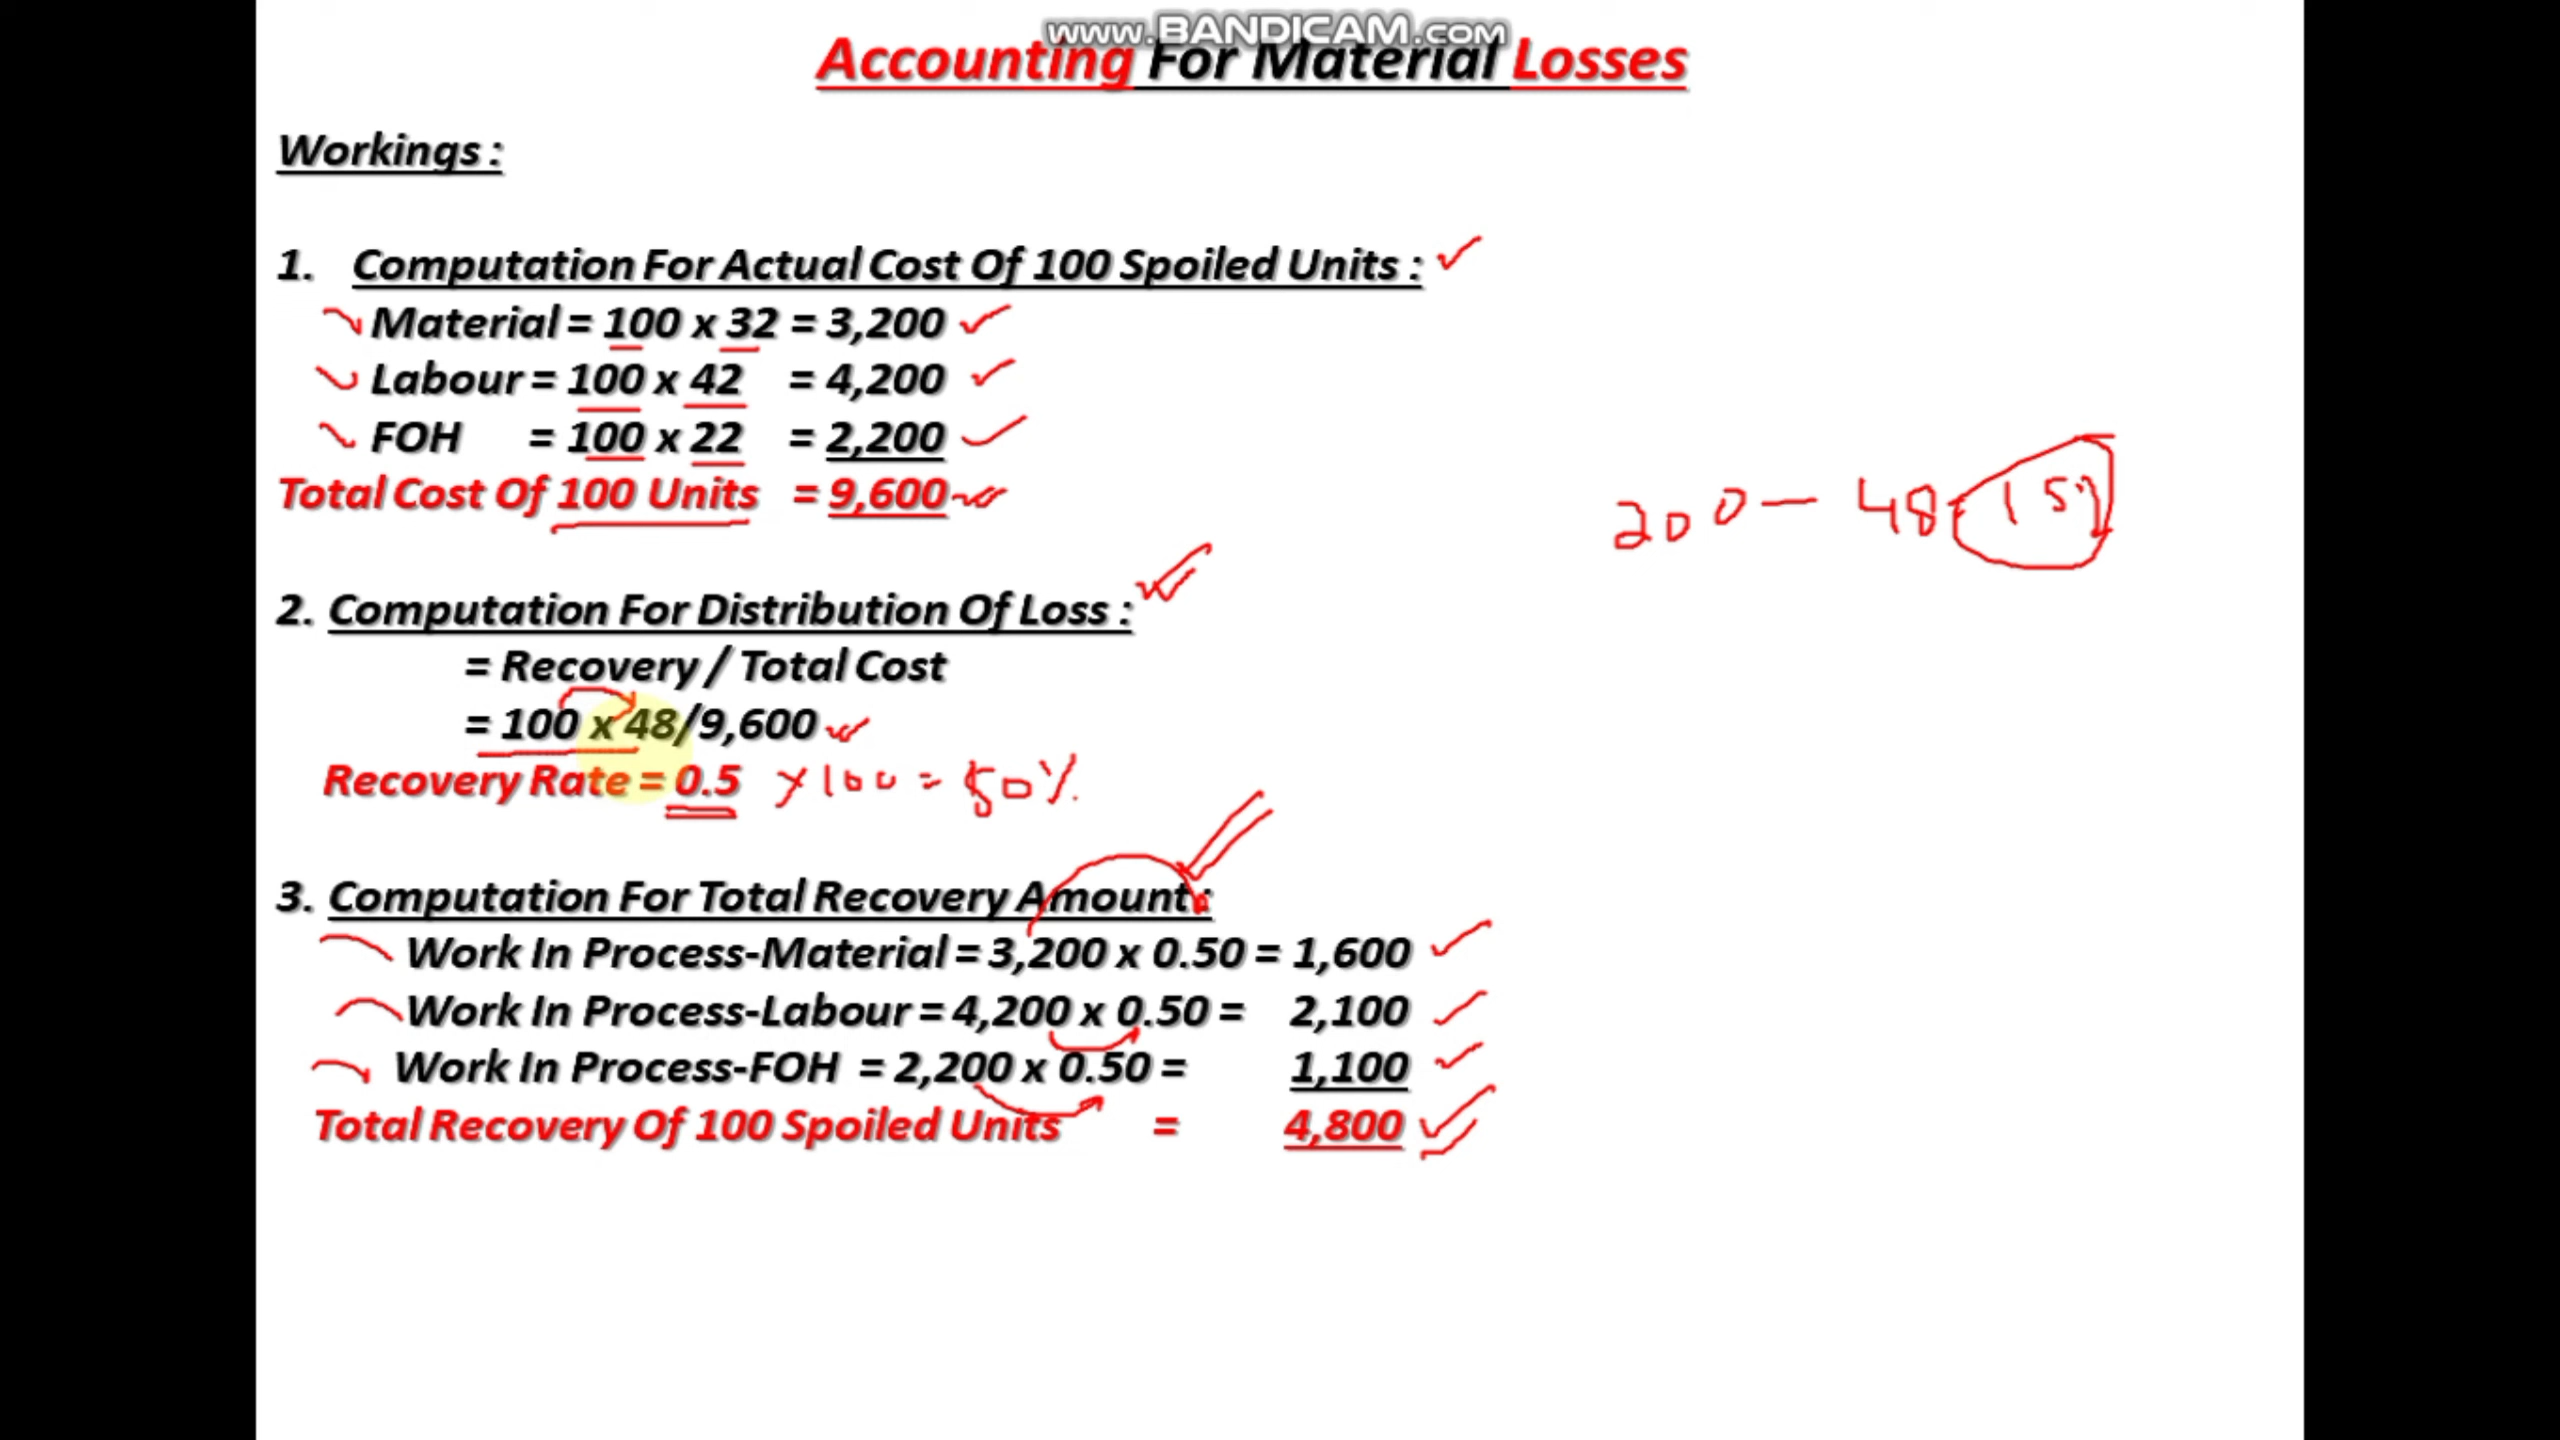 www.BANDICAM.com
Accounting For Material Losses
Workings :
1. Computation For Actual Cost Of 100 Spoiled Units :
Material = 100 x 32 = 3,200
Labour = 100 x 42 = 4,200
FOH = 100 x 22 = 2,200
Total Cost Of 100 Units = 9,600
200 — 48
2. Computation For Distribution Of Loss :
= Recovery / Total Cost
= 100 x 48/9,600
Recovery Rate = 0.5 x 100 = 50%
3. Computation For Total Recovery Amount :
Work In Process-Material = 3,200 x 0.50 = 1,600
Work In Process-Labour = 4,200 x 0.50 = 2,100
Work In Process-FOH = 2,200 x 0.50 = 1,100
Total Recovery Of 100 Spoiled Units = 4,800